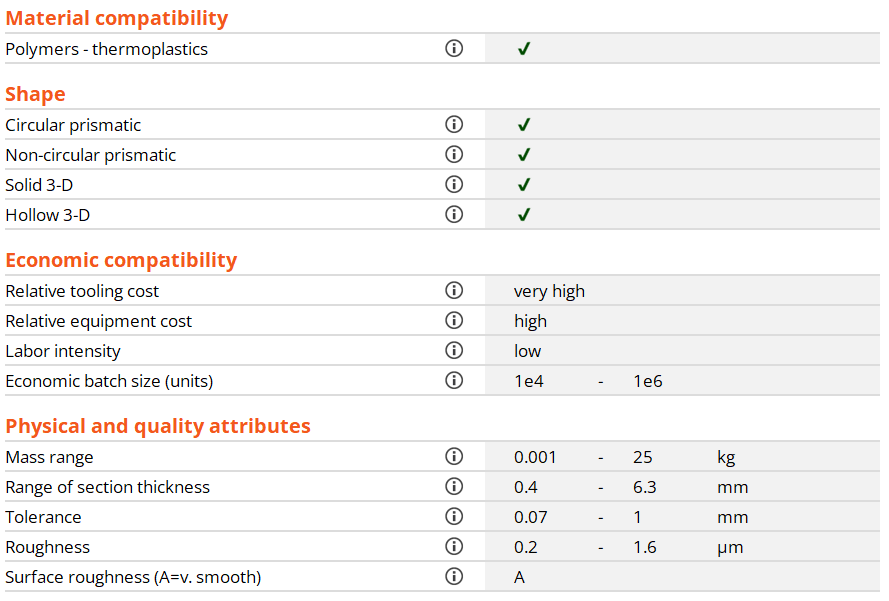 Material compatibility
Polymers - thermoplastics ✓
Shape
Circular prismatic ✓
Non-circular prismatic ✓
Solid 3-D ✓
Hollow 3-D ✓
Economic compatibility
Relative tooling cost very high
Relative equipment cost high
Labor intensity low
Economic batch size (units) 1e4 - 1e6
Physical and quality attributes
Mass range 0.001 - 25 kg
Range of section thickness 0.4 - 6.3 mm
Tolerance 0.07 - 1 mm
Roughness 0.2 - 1.6 µm
Surface roughness (A=v. smooth) A